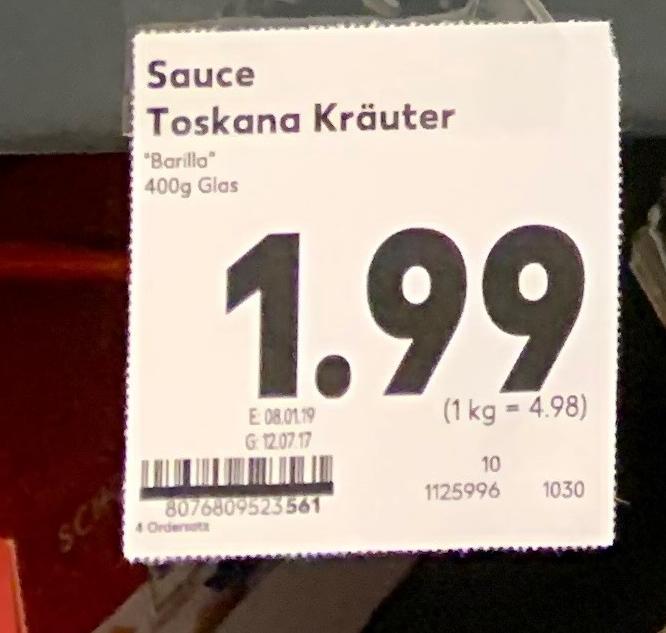 Sauce
Toskana Kräuter
"Barilla"
400g Glas
1.99
(1 kg = 4.98)
E: 08.01.19
G: 12.07.17
10
8076809523561
1125996 1030
4 Ordersatz
SCH